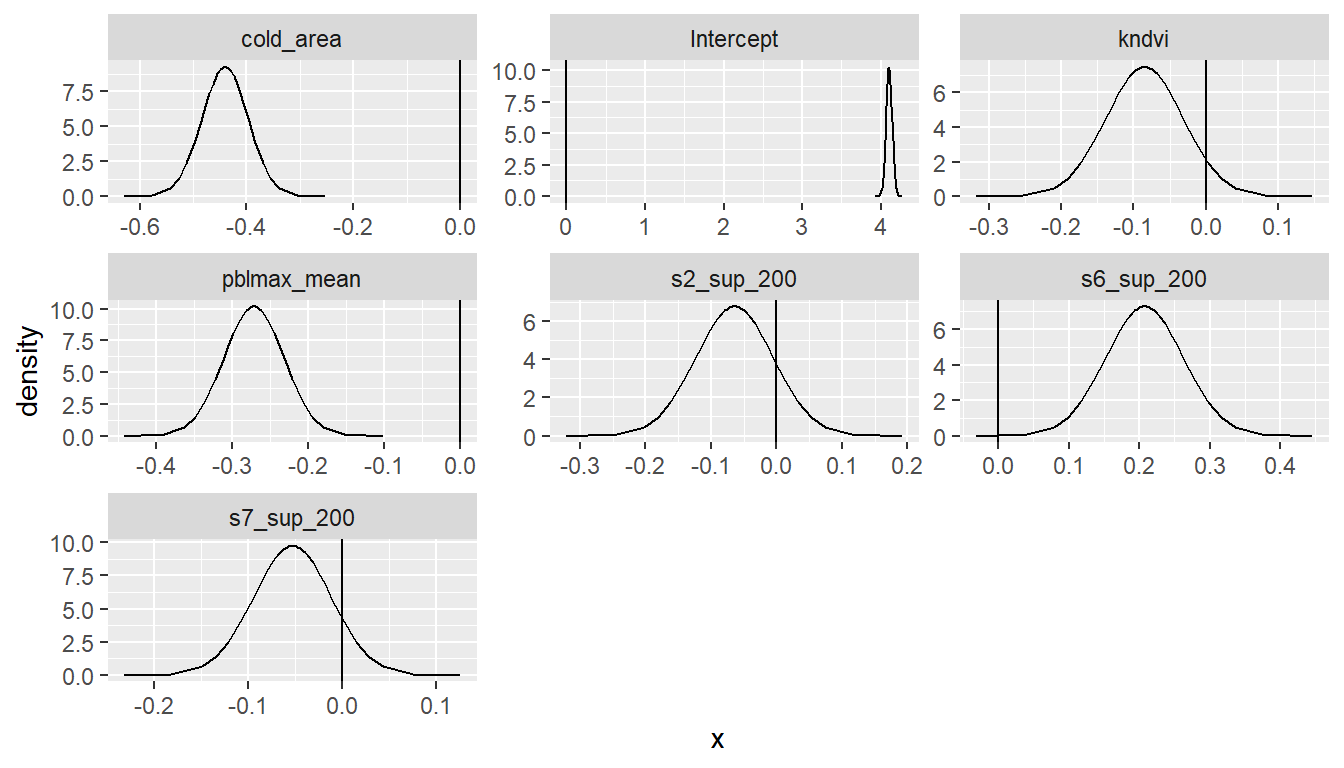 cold_area
Intercept
kndvi
7.5
5.0
2.5
0.0
-0.6 -0.4 -0.2 0.0
10.0
7.5
5.0
2.5
0.0
0 1 2 3 4
6
4
2
0
-0.3 -0.2 -0.1 0.0 0.1
pblmax_mean
s2_sup_200
s6_sup_200
10.0
7.5
5.0
2.5
0.0
-0.4 -0.3 -0.2 -0.1 0.0
6
4
2
0
-0.3 -0.2 -0.1 0.0 0.1 0.2
6
4
2
0
0.0 0.1 0.2 0.3 0.4
s7_sup_200
10.0
7.5
5.0
2.5
0.0
-0.2 -0.1 0.0 0.1
density
x